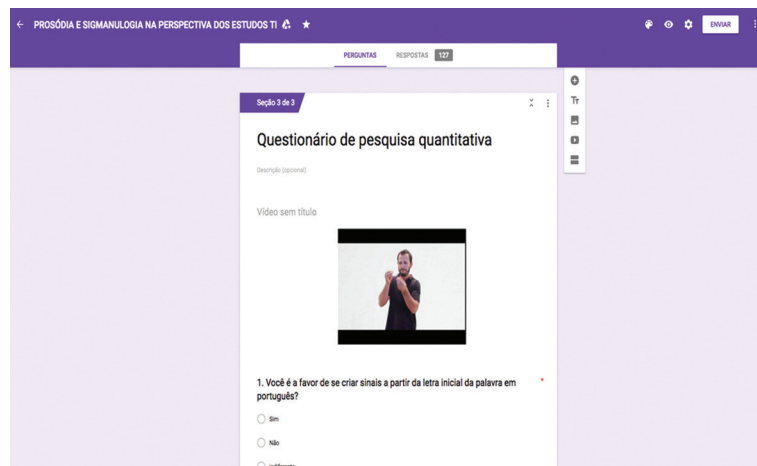 PROSÓDIA E SIGMANULOGIA NA PERSPECTIVA DOS ESTUDOS TI
ENVIAR
PERGUNTAS RESPOSTAS 127
Seção 3 de 3
Questionário de pesquisa quantitativa
Descrição (opcional)
Vídeo sem título
1. Você é a favor de se criar sinais a partir da letra inicial da palavra em *
português?
Sim
Não
Indiferente
Tт